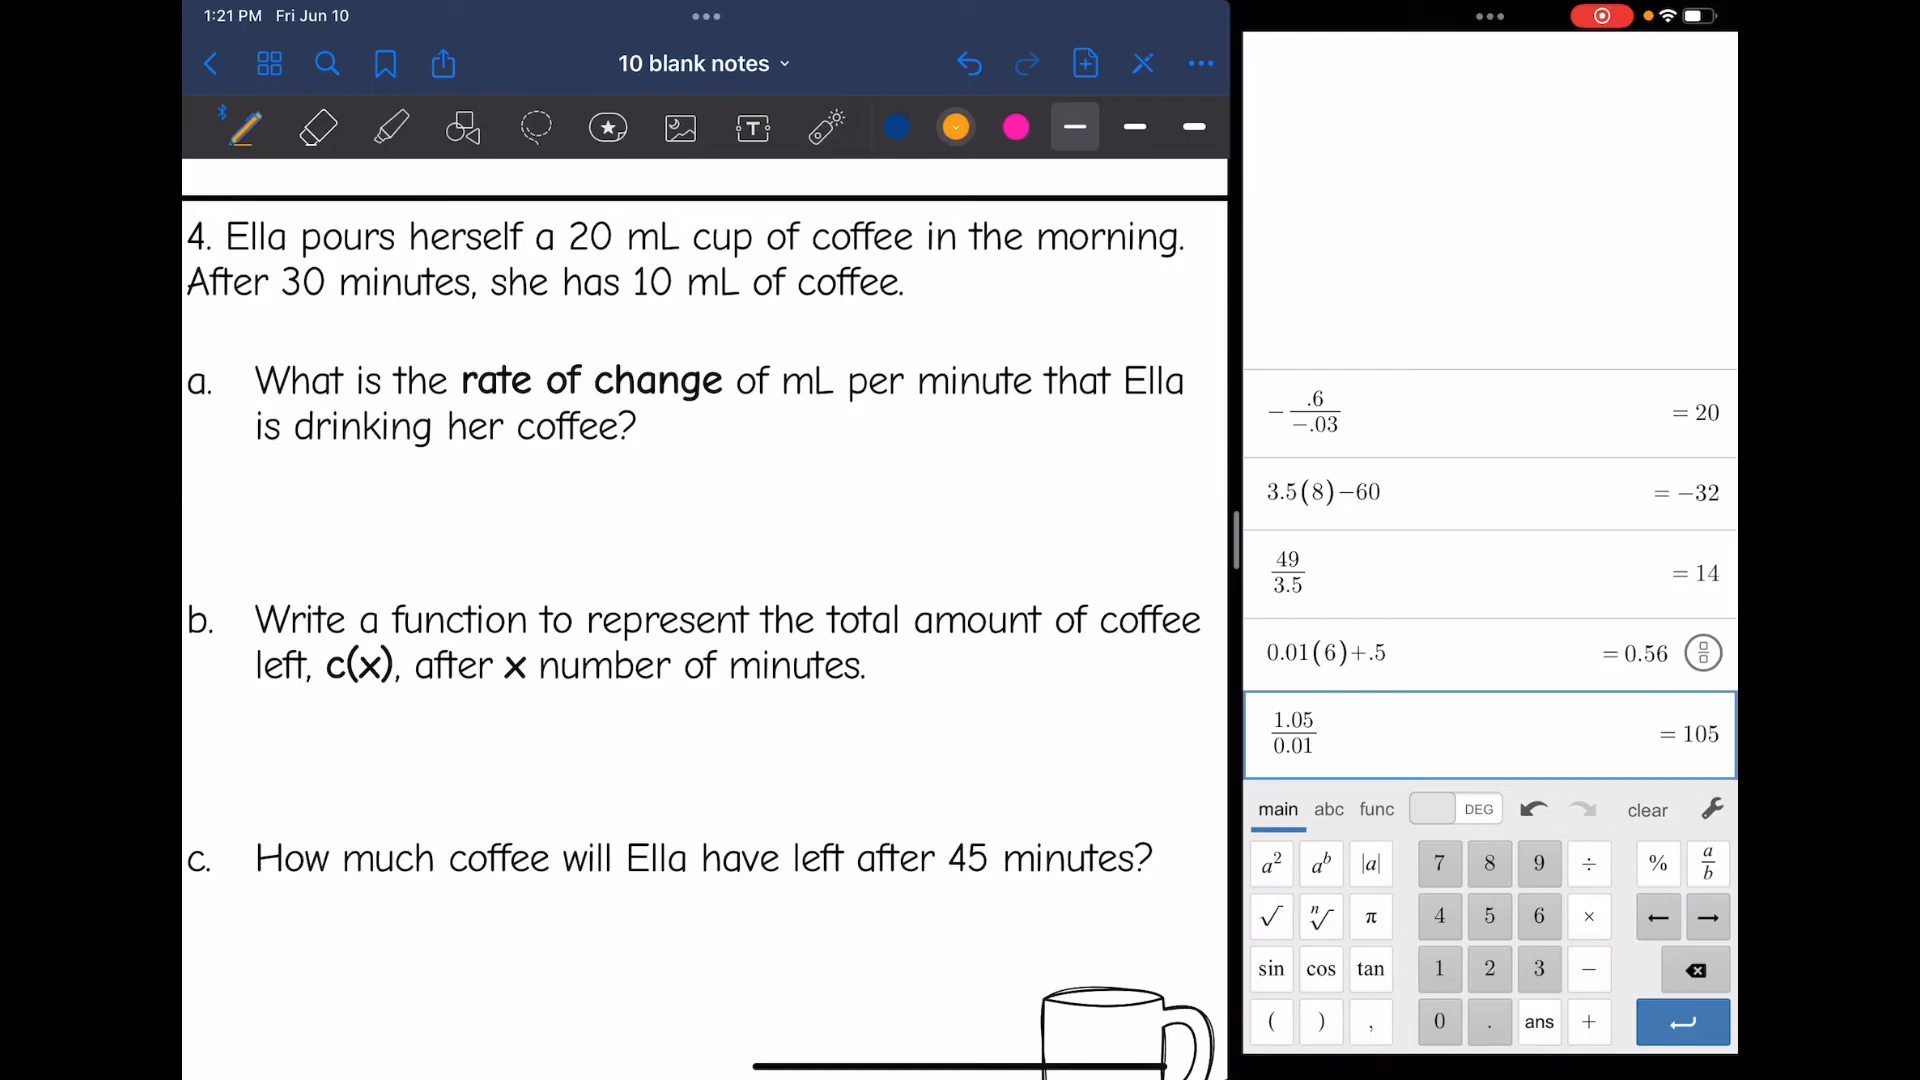 1:21 PM Fri Jun 10
10 blank notes
T
4. Ella pours herself a 20 mL cup of coffee in the morning.
After 30 minutes, she has 10 mL of coffee.
a. What is the rate of change of mL per minute that Ella
is drinking her coffee?
b. Write a function to represent the total amount of coffee
left, c(x), after x number of minutes.
c. How much coffee will Ella have left after 45 minutes?
− .6/−.03 = 20
3.5(8)−60 = −32
49/3.5 = 14
0.01(6)+.5 = 0.56
1.05/0.01 = 105
main abc func DEG clear
a² aᵇ |a| 7 8 9 ÷ % a/b
√ ⁿ√ π 4 5 6 × ← →
sin cos tan 1 2 3 −
( ) , 0 . ans +